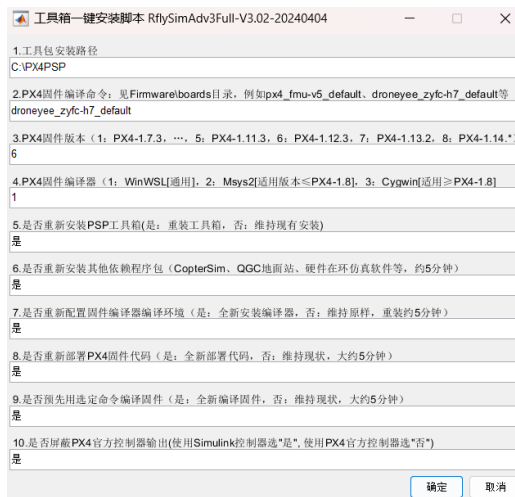 工具箱一键安装脚本 RflySimAdv3Full-V3.02-20240404
1.工具包安装路径
C:\PX4PSP
2.PX4固件编译命令：见Firmware\boards目录，例如px4_fmu-v5_default、droneyee_zyfc-h7_default等
droneyee_zyfc-h7_default
3.PX4固件版本（1：PX4-1.7.3，…，5：PX4-1.11.3，6：PX4-1.12.3，7：PX4-1.13.2，8：PX4-1.14.*
6
4.PX4固件编译器（1：WinWSL[通用]，2：Msys2[适用版本≤PX4-1.8]，3：Cygwin[适用≥PX4-1.8]
1
5.是否重新安装PSP工具箱(是：重装工具箱，否：维持现有安装)
是
6.是否重新安装其他依赖程序包（CopterSim、QGC地面站、硬件在环仿真软件等，约5分钟）
是
7.是否重新配置固件编译器编译环境（是：全新安装编译器，否：维持原样，重装约5分钟）
是
8.是否重新部署PX4固件代码（是：全新部署代码，否：维持现状，大约5分钟）
是
9.是否预先用选定命令编译固件（是：全新编译固件，否：维持现状，大约5分钟）
是
10.是否屏蔽PX4官方控制器输出(使用Simulink控制器选"是",使用PX4官方控制器选"否")
是
确定 取消